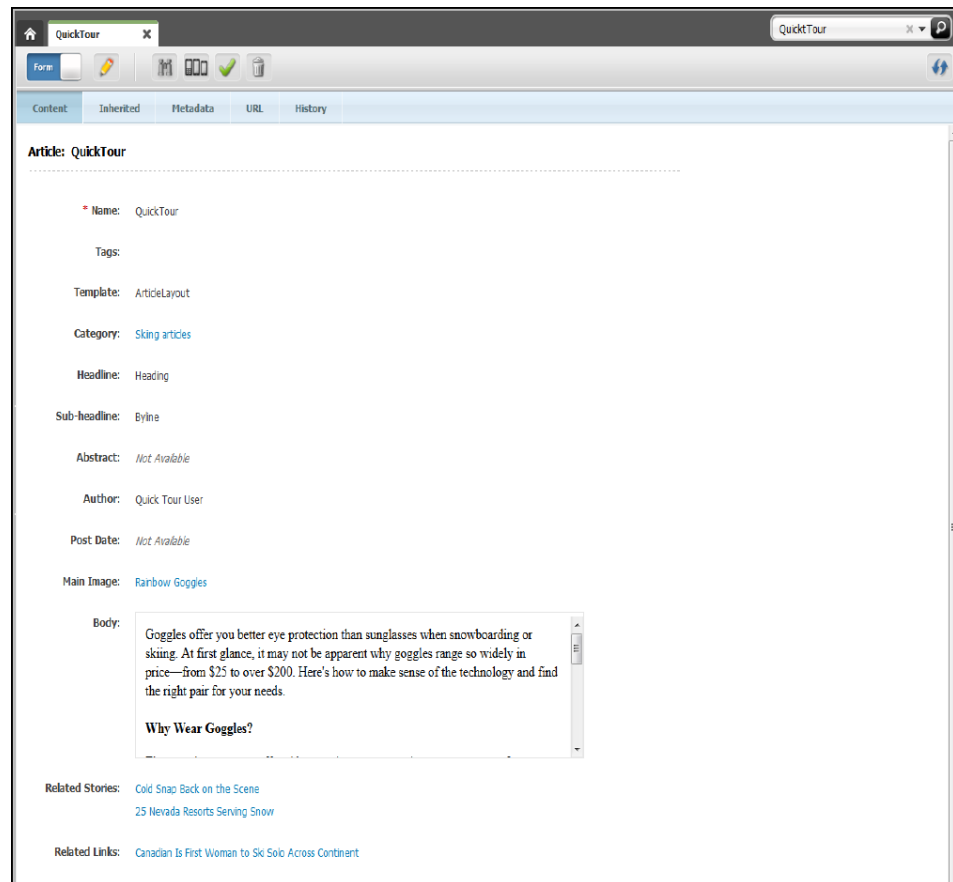 QuickTour
QuicktTour
Form
Content Inherited Metadata URL History
Article: QuickTour
* Name: QuickTour
Tags:
Template: ArticleLayout
Category: Skiing articles
Headline: Heading
Sub-headline: Byline
Abstract: Not Available
Author: Quick Tour User
Post Date: Not Available
Main Image: Rainbow Goggles
Body:
Goggles offer you better eye protection than sunglasses when snowboarding or
skiing. At first glance, it may not be apparent why goggles range so widely in
price—from $25 to over $200. Here's how to make sense of the technology and find
the right pair for your needs.
Why Wear Goggles?
Related Stories: Cold Snap Back on the Scene
25 Nevada Resorts Serving Snow
Related Links: Canadian Is First Woman to Ski Solo Across Continent